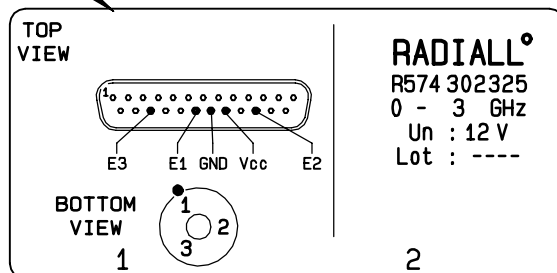 TOP
VIEW
1
E3 E1 GND Vcc E2
BOTTOM
VIEW
1
2
3
1
RADIALL°
R574 302325
0 - 3 GHz
Un : 12 V
Lot : ----
2